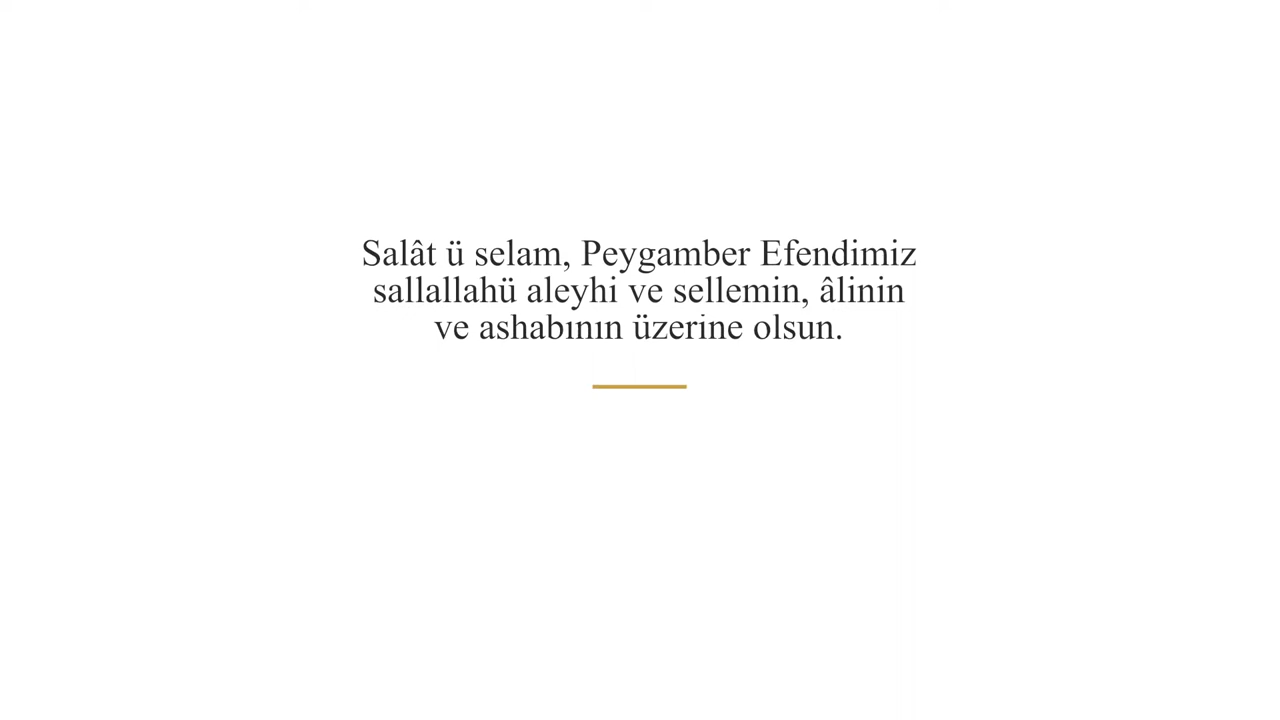 Salât ü selam, Peygamber Efendimiz
sallallahü aleyhi ve sellemin, âlinin
ve ashabının üzerine olsun.